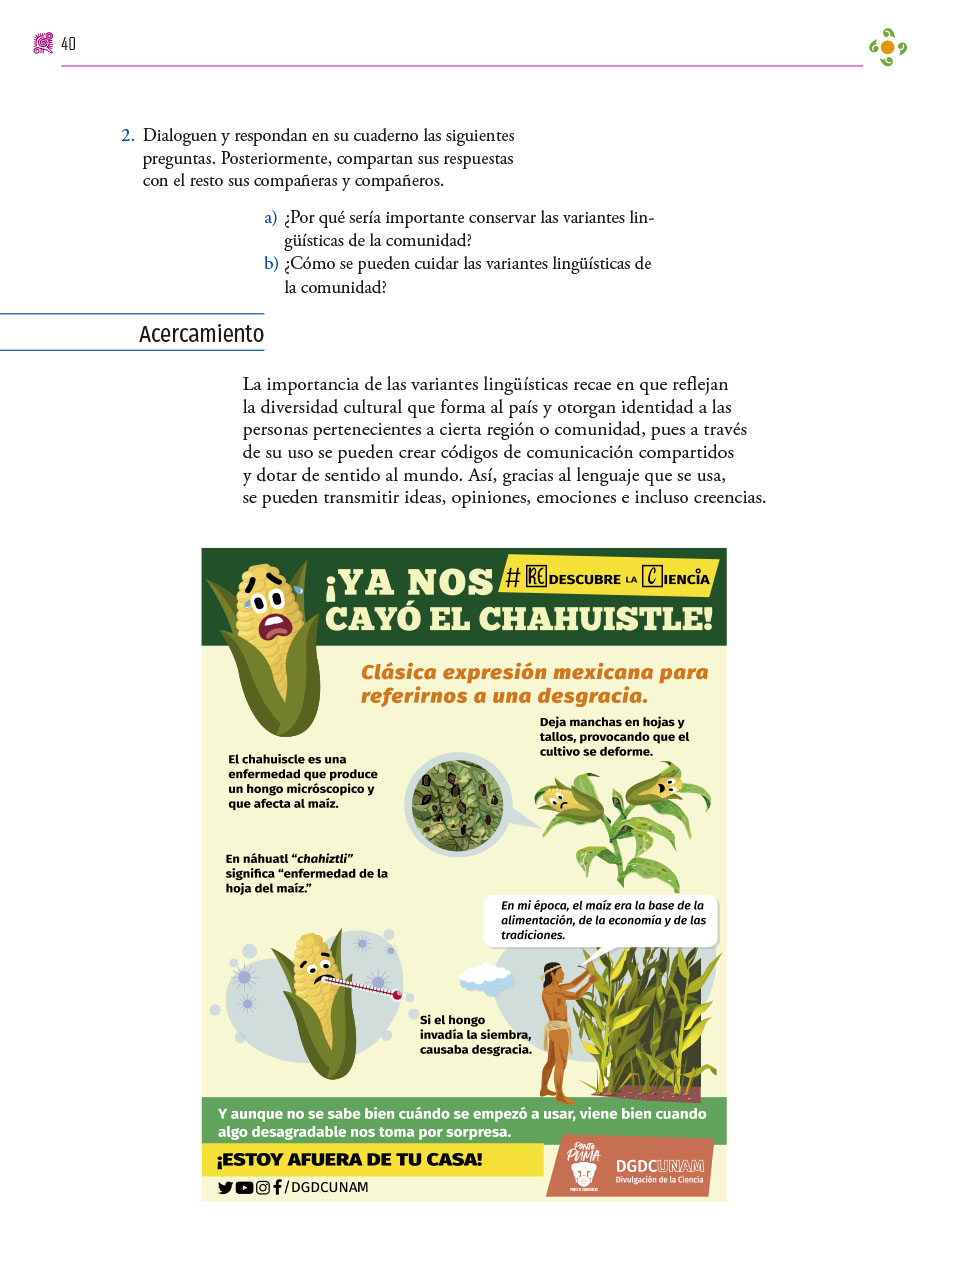 40
2. Dialoguen y respondan en su cuaderno las siguientes
preguntas. Posteriormente, compartan sus respuestas
con el resto sus compañeras y compañeros.
a) ¿Por qué sería importante conservar las variantes lin-
güísticas de la comunidad?
b) ¿Cómo se pueden cuidar las variantes lingüísticas de
la comunidad?
Acercamiento
La importancia de las variantes lingüísticas recae en que reflejan
la diversidad cultural que forma al país y otorgan identidad a las
personas pertenecientes a cierta región o comunidad, pues a través
de su uso se pueden crear códigos de comunicación compartidos
y dotar de sentido al mundo. Así, gracias al lenguaje que se usa,
se pueden transmitir ideas, opiniones, emociones e incluso creencias.
¡YA NOS
CAYÓ EL CHAHUISTLE!
# REDESCUBRE LA CIENCIA
Clásica expresión mexicana para
referirnos a una desgracia.
Deja manchas en hojas y
tallos, provocando que el
cultivo se deforme.
El chahuiscle es una
enfermedad que produce
un hongo micróscopico y
que afecta al maíz.
En náhuatl “chahiztli”
significa “enfermedad de la
hoja del maíz.”
En mi época, el maíz era la base de la
alimentación, de la economía y de las
tradiciones.
Si el hongo
invadía la siembra,
causaba desgracia.
Y aunque no se sabe bien cuándo se empezó a usar, viene bien cuando
algo desagradable nos toma por sorpresa.
¡ESTOY AFUERA DE TU CASA!
/DGDCUNAM
PONTE
PUMA
DGDCUNAM
Divulgación de la Ciencia